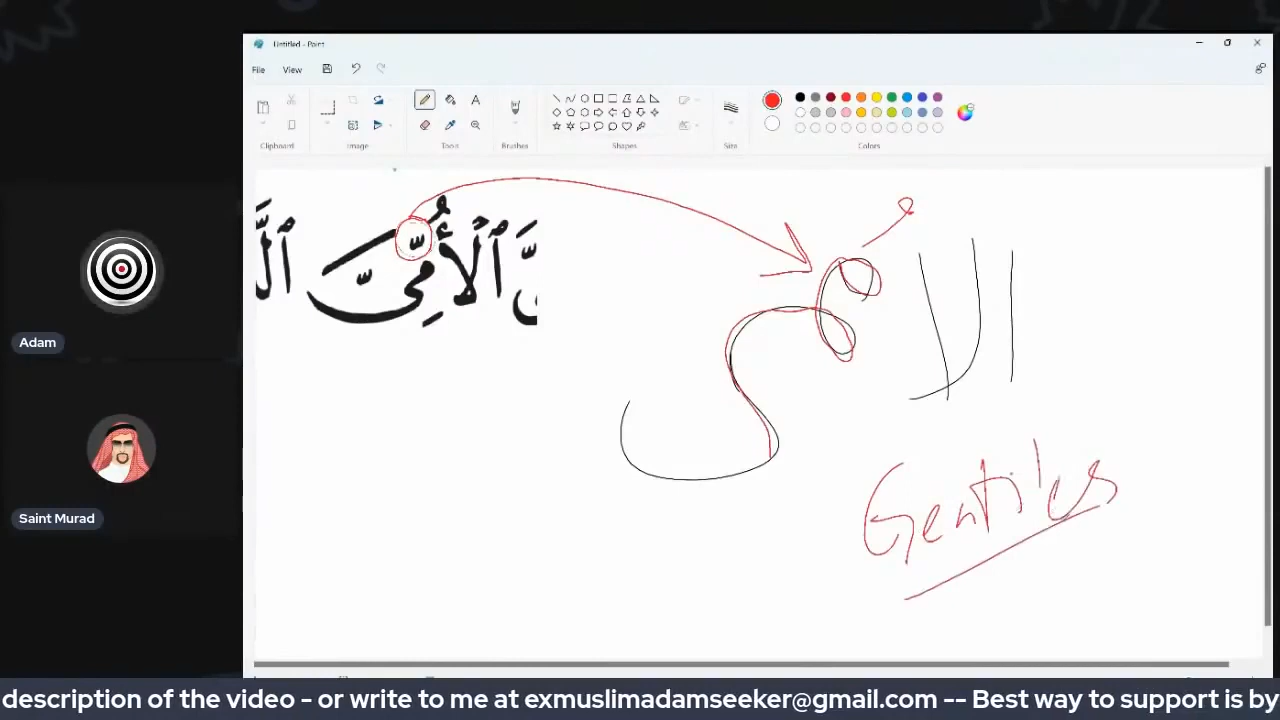 Untitled - Paint
File View
Clipboard Image Tools Brushes Shapes Size Colors
ٱلْأُمِّىِّ
الامى
Gentiles
Adam
Saint Murad
description of the video - or write to me at exmuslimadamseeker@gmail.com -- Best way to support is by